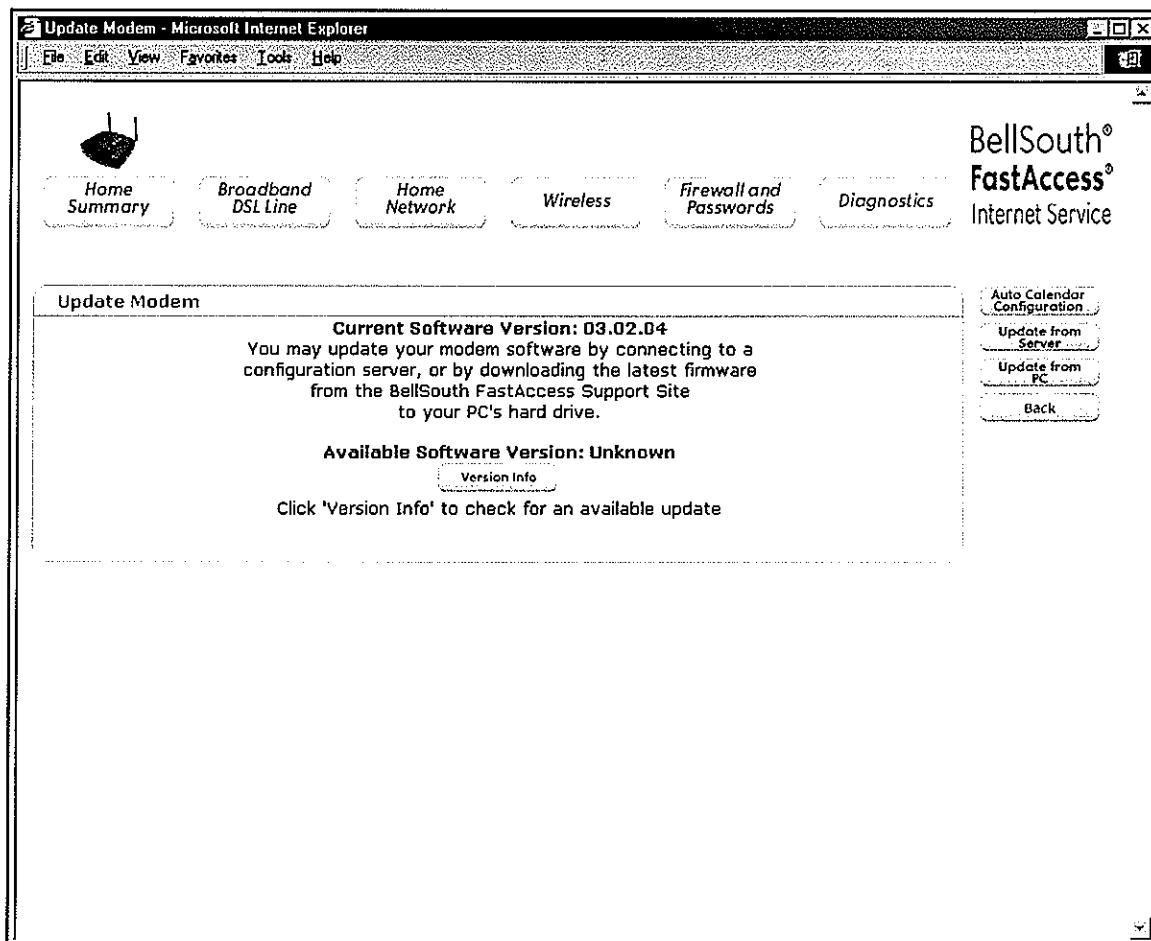 Update Modem - Microsoft Internet Explorer
File Edit View Favorites Tools Help
BellSouth®
FastAccess®
Internet Service
Home
Summary
Broadband
DSL Line
Home
Network
Wireless
Firewall and
Passwords
Diagnostics
Update Modem
Current Software Version: 03.02.04
You may update your modem software by connecting to a
configuration server, or by downloading the latest firmware
from the BellSouth FastAccess Support Site
to your PC's hard drive.
Available Software Version: Unknown
Version Info
Click 'Version Info' to check for an available update
Auto Calendar
Configuration
Update from
Server
Update from
PC
Back